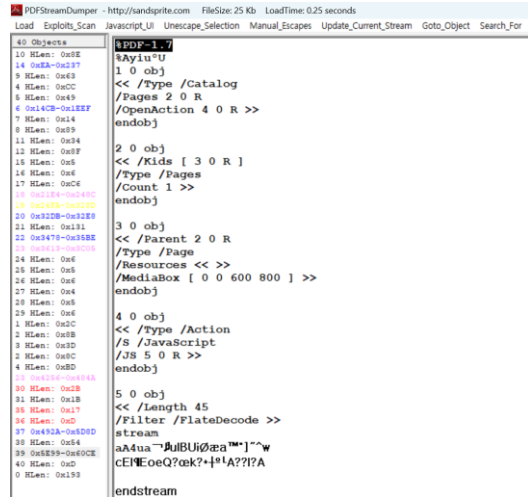 PDFStreamDumper - http://sandsprite.com   FileSize: 25 Kb   LoadTime: 0.25 seconds
Load   Exploits_Scan   Javascript_UI   Unescape_Selection   Manual_Escapes   Update_Current_Stream   Goto_Object   Search_For
40 Objects
10 HLen: 0x8E
14 0xEA-0x237
9 HLen: 0x63
4 HLen: 0xCC
5 HLen: 0x49
6 0x14CB-0x1EEF
7 HLen: 0x14
8 HLen: 0x89
11 HLen: 0x34
12 HLen: 0x8F
15 HLen: 0x5
16 HLen: 0x6
17 HLen: 0xC6
20 0x32DB-0x32E8
21 HLen: 0x131
22 0x3478-0x35BE
24 HLen: 0x6
25 HLen: 0x5
26 HLen: 0x6
27 HLen: 0x4
28 HLen: 0x5
29 HLen: 0x6
1 HLen: 0x2C
2 HLen: 0x8B
3 HLen: 0x3D
2 HLen: 0x8C
4 HLen: 0xBD
30 HLen: 0x2B
31 HLen: 0x1B
35 HLen: 0x17
36 HLen: 0xD
37 0x492A-0x5D8D
38 HLen: 0x54
39 0x5E99-0x60CE
40 HLen: 0xD
0 HLen: 0x193
%PDF-1.7
%Ayiu°U
1 0 obj
<< /Type /Catalog
/Pages 2 0 R
/OpenAction 4 0 R >>
endobj
2 0 obj
<< /Kids [ 3 0 R ]
/Type /Pages
/Count 1 >>
endobj
3 0 obj
<< /Parent 2 0 R
/Type /Page
/Resources << >>
/MediaBox [ 0 0 600 800 ] >>
endobj
4 0 obj
<< /Type /Action
/S /JavaScript
/JS 5 0 R >>
endobj
5 0 obj
<< /Length 45
/Filter /FlateDecode >>
stream
endstream